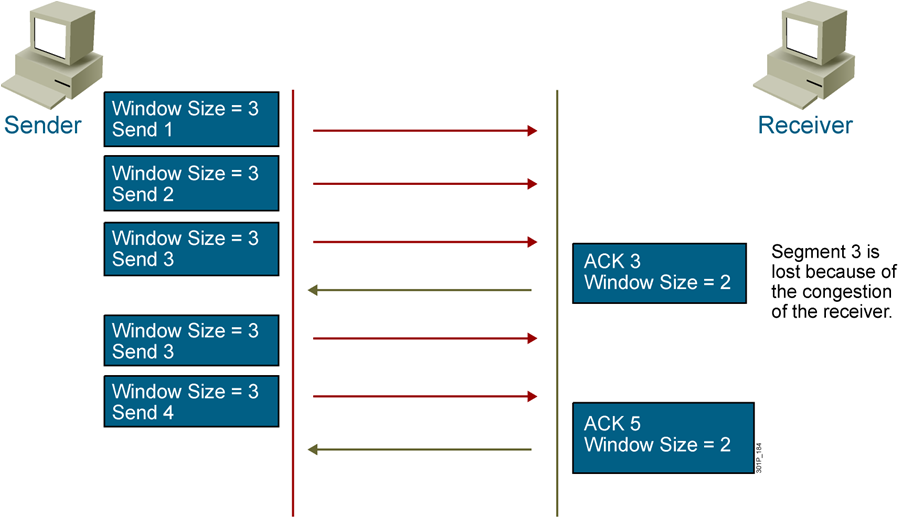 Sender
Receiver
Window Size = 3
Send 1
Window Size = 3
Send 2
Window Size = 3
Send 3
ACK 3
Window Size = 2
Segment 3 is
lost because of
the congestion
of the receiver.
Window Size = 3
Send 3
Window Size = 3
Send 4
ACK 5
Window Size = 2
301P_184